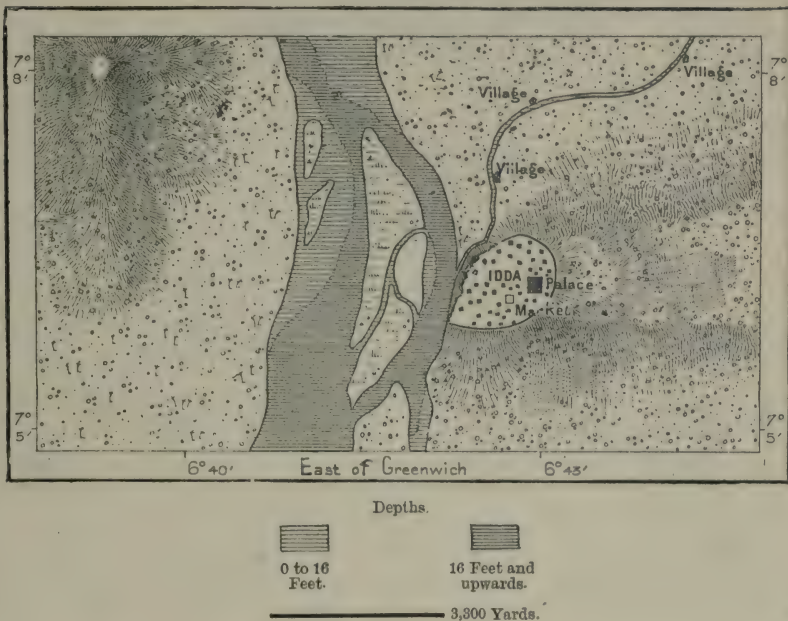 7°
8'
7°
8'
Village
Village
Village
IDDA
Palace
Market
7°
5'
7°
5'
6°40'
East of Greenwich
6°43'
Depths.
0 to 16
Feet.
16 Feet and
upwards.
3,300 Yards.